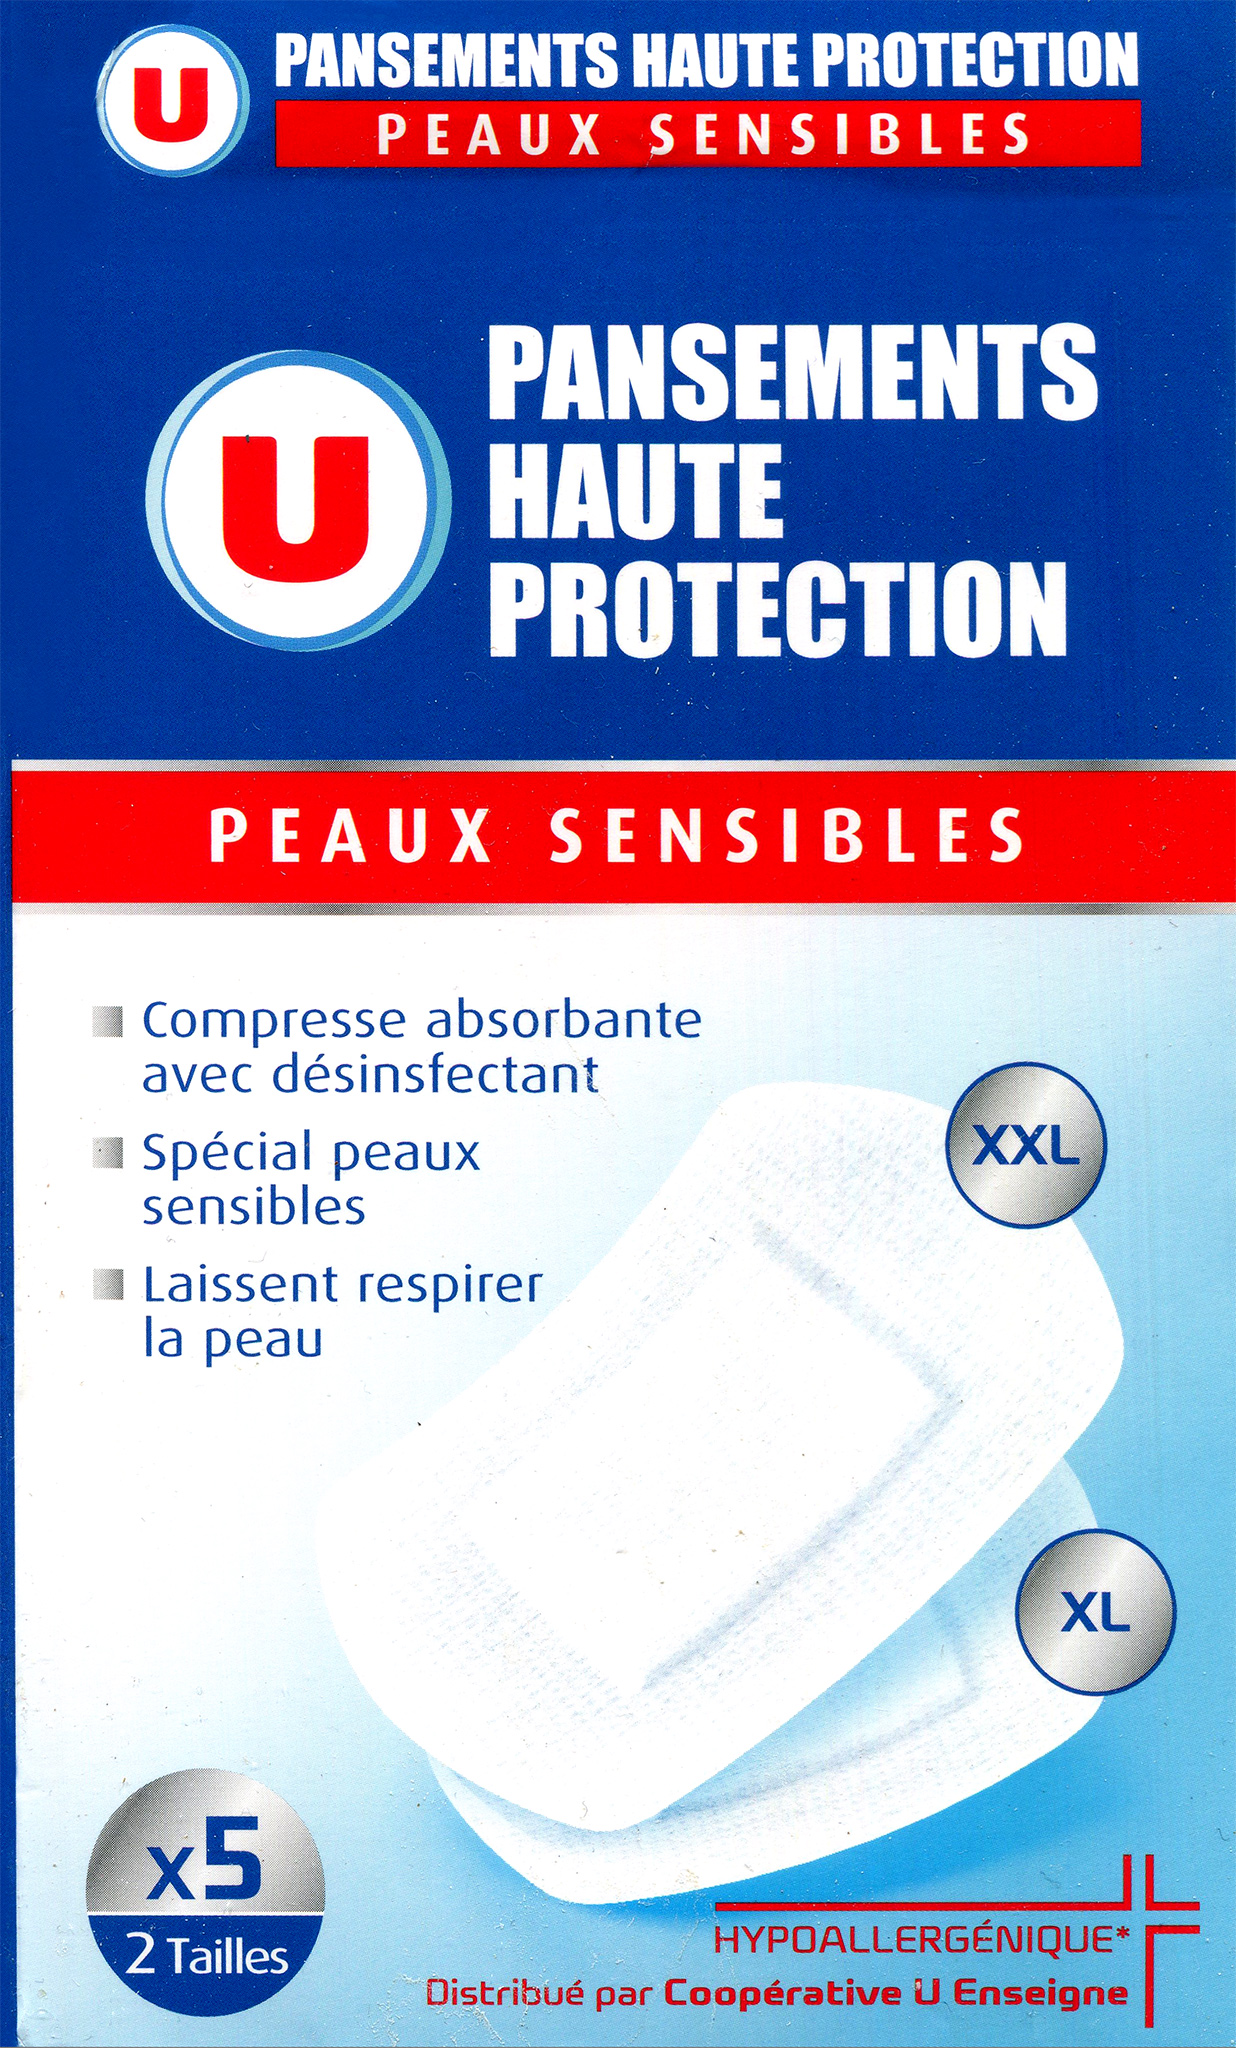 U
PANSEMENTS HAUTE PROTECTION
PEAUX SENSIBLES
U
PANSEMENTS
HAUTE
PROTECTION
PEAUX SENSIBLES
Compresse absorbante
avec désinsfectant
Spécial peaux
sensibles
Laissent respirer
la peau
XXL
XL
x5
2 Tailles
HYPOALLERGÉNIQUE*
Distribué par Coopérative U Enseigne